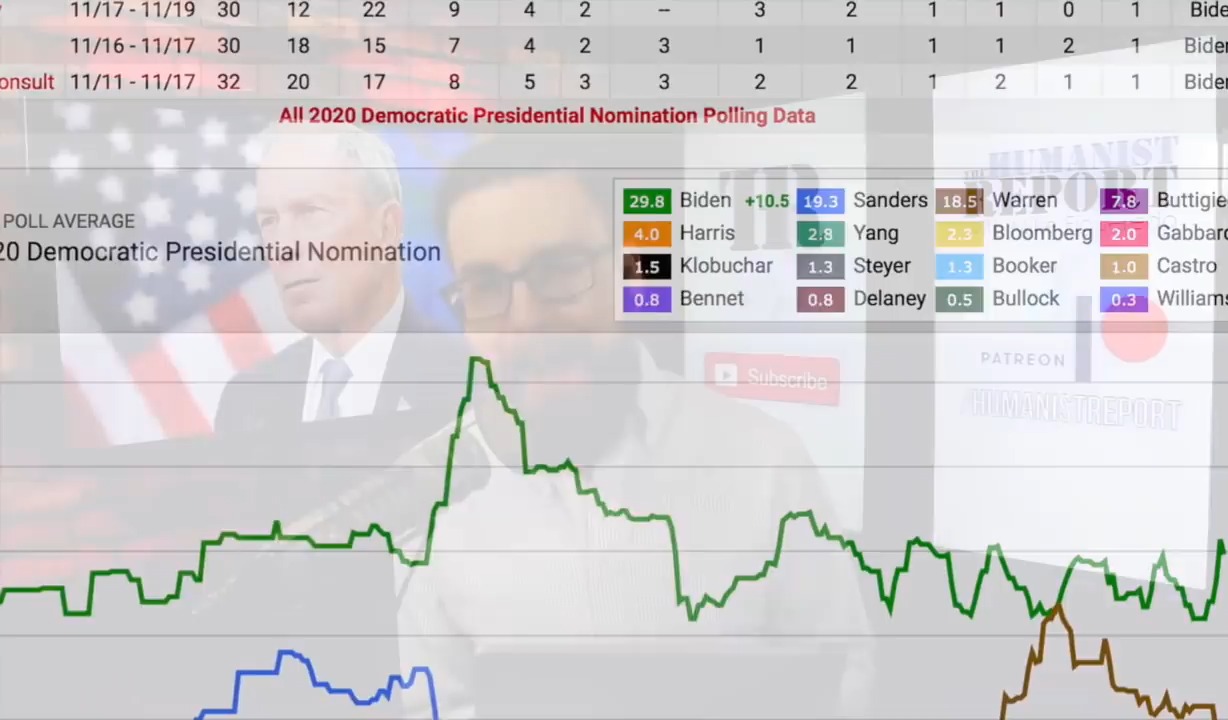 11/17 - 11/19 30 12 22 9 4 2 -- 3 2 1 1 0 1 Bide
11/16 - 11/17 30 18 15 7 4 2 3 1 1 1 1 2 1 Biden
onsult 11/11 - 11/17 32 20 17 8 5 3 3 2 2 1 2 1 1 Biden
All 2020 Democratic Presidential Nomination Polling Data
THE HUMANIST
REPORT
POLL AVERAGE
20 Democratic Presidential Nomination
29.8 Biden +10.5 19.3 Sanders 18.5 Warren 7.8 Buttigie
4.0 Harris 2.8 Yang 2.3 Bloomberg 2.0 Gabbard
1.5 Klobuchar 1.3 Steyer 1.3 Booker 1.0 Castro
0.8 Bennet 0.8 Delaney 0.5 Bullock 0.3 Williams
PATREON
Subscribe
HUMANISTREPORT